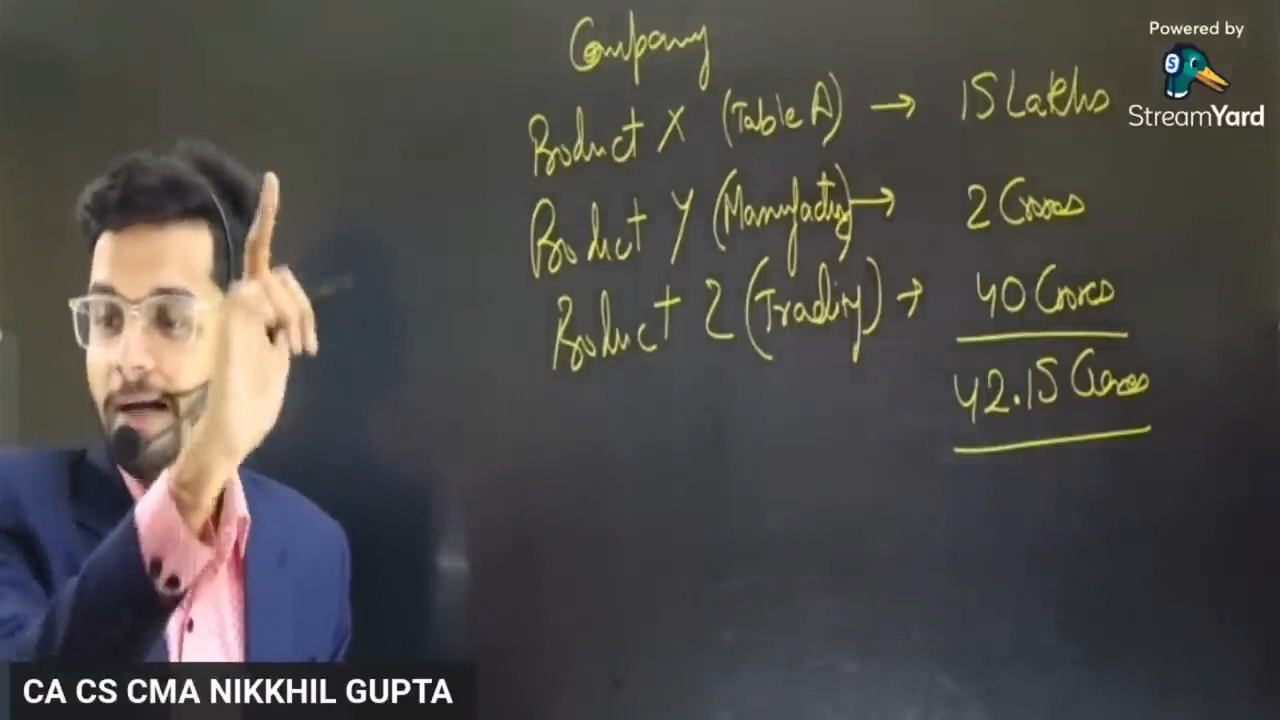 Powered by
StreamYard
Company
Product X (Table A) → 15 Lakhs
Product Y (Manufacturing) → 2 Crores
Product Z (Trading) → 40 Crores
42.15 Crores
CA CS CMA NIKKHIL GUPTA